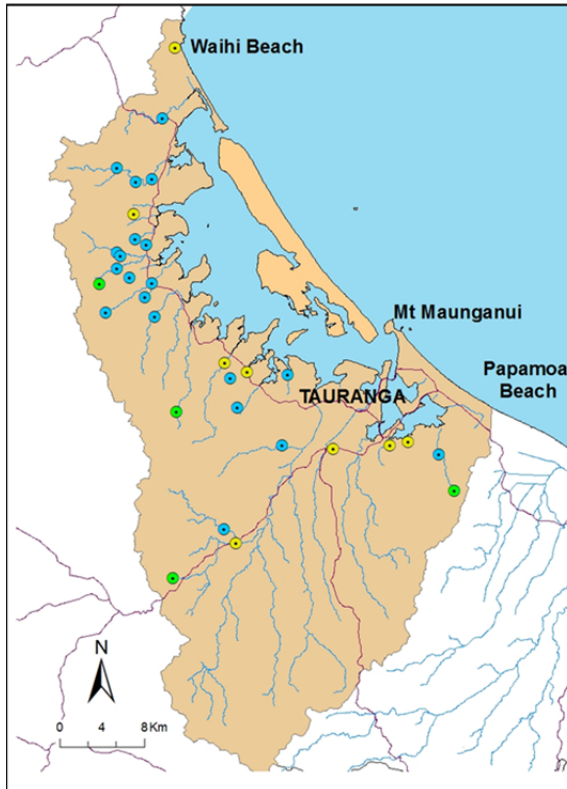 Waihi Beach
Mt Maunganui
Papamoa
Beach
TAURANGA
N
0 4 8 Km